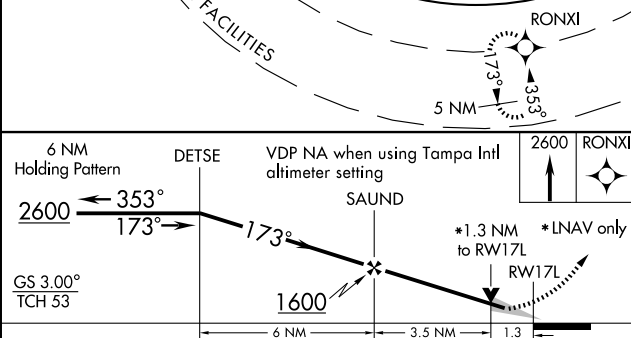 FACILITIES
RONXI
173°
353°
5 NM
6 NM
Holding Pattern
DETSE
VDP NA when using Tampa Intl
altimeter setting
2600
RONXI
SAUND
353°
2600
173°
173°
*1.3 NM
to RW17L
*LNAV only
RW17L
GS 3.00°
TCH 53
1600
6 NM
3.5 NM
1.3